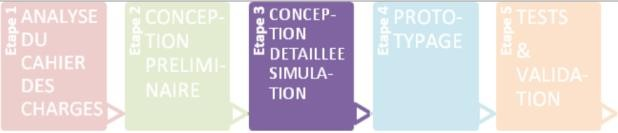 Etape 1
ANALYSE
DU
CAHIER
DES
CHARGES
Etape 2
CONCEP-
TION
PRELIMI-
NAIRE
Etape 3
CONCEP-
TION
DETAILLEE
SIMULA-
TION
Etape 4
PROTO-
TYPAGE
Etape 5
TESTS
&
VALIDA-
TION